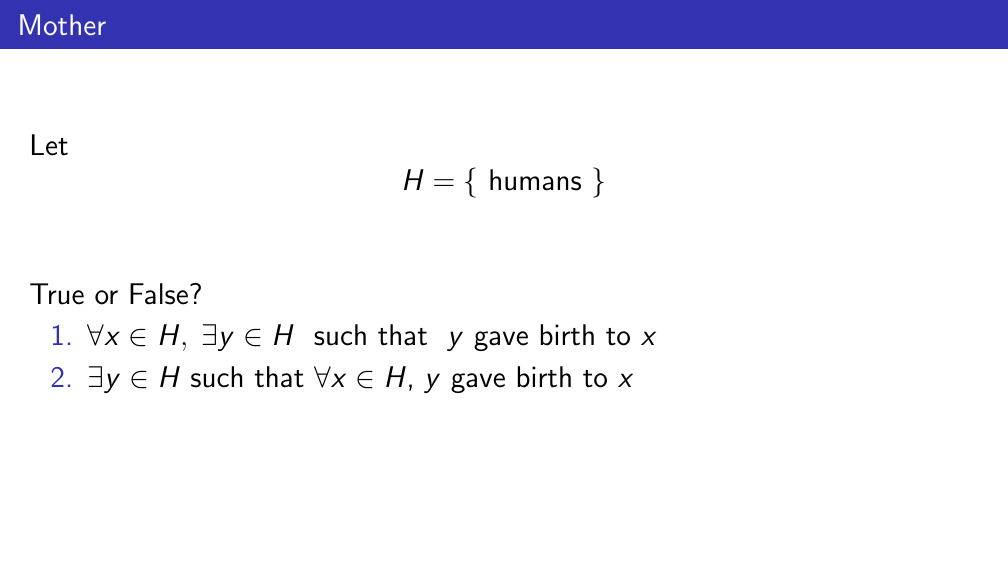 Mother
Let
H = { humans }
True or False?
1. ∀x ∈ H, ∃y ∈ H such that y gave birth to x
2. ∃y ∈ H such that ∀x ∈ H, y gave birth to x